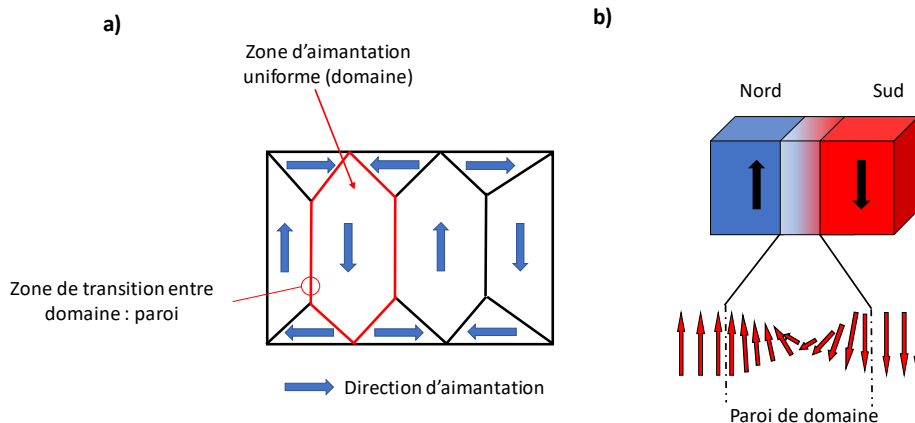 a)
Zone d'aimantation
uniforme (domaine)
Zone de transition entre
domaine : paroi
Direction d'aimantation
b)
Nord
Sud
Paroi de domaine